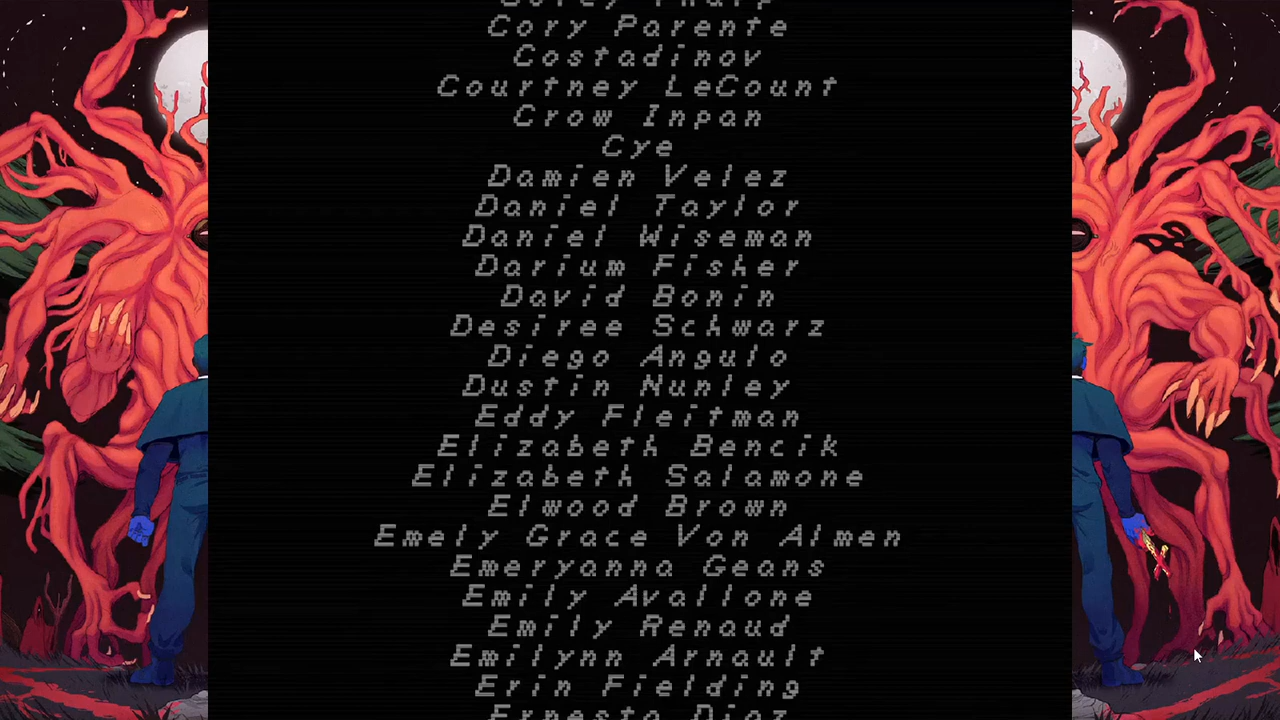 Cory Parente
Costadinov
Courtney LeCount
Crow Inpan
Cye
Damien Velez
Daniel Taylor
Daniel Wiseman
Darium Fisher
David Bonin
Desiree Schwarz
Diego Angulo
Dustin Nunley
Eddy Fleitman
Elizabeth Bencik
Elizabeth Salamone
Elwood Brown
Emely Grace Von Almen
Emeryanna Geans
Emily Avallone
Emily Renaud
Emilynn Arnault
Erin Fielding
Ernesto Diaz